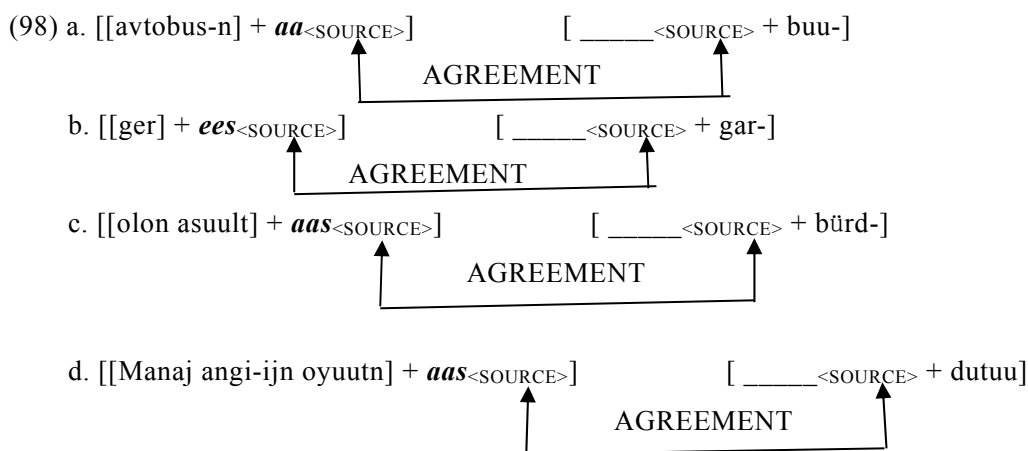 (98) a. [[avtobus-n] + aa<SOURCE>] [ _____<SOURCE> + buu-]
AGREEMENT
b. [[ger] + ees<SOURCE>] [ _____<SOURCE> + gar-]
AGREEMENT
c. [[olon asuult] + aas<SOURCE>] [ _____<SOURCE> + bürd-]
AGREEMENT
d. [[Manaj angi-ijn oyuutn] + aas<SOURCE>] [ _____<SOURCE> + dutuu]
AGREEMENT